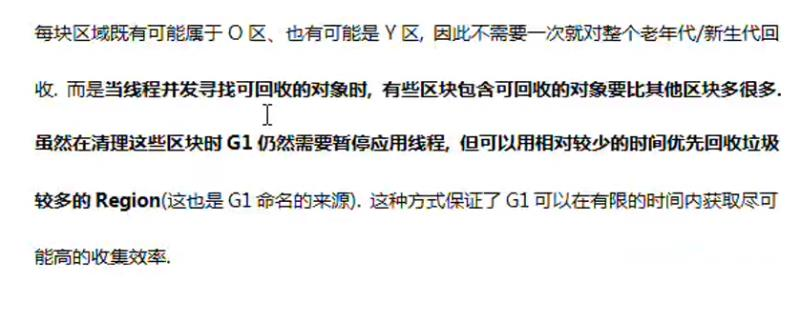 每块区域既有可能属于 O 区、也有可能是 Y 区, 因此不需要一次就对整个老年代/新生代回
收. 而是当线程并发寻找可回收的对象时, 有些区块包含可回收的对象要比其他区块多很多.
虽然在清理这些区块时 G1 仍然需要暂停应用线程, 但可以用相对较少的时间优先回收垃圾
较多的 Region(这也是 G1 命名的来源). 这种方式保证了 G1 可以在有限的时间内获取尽可
能高的收集效率.